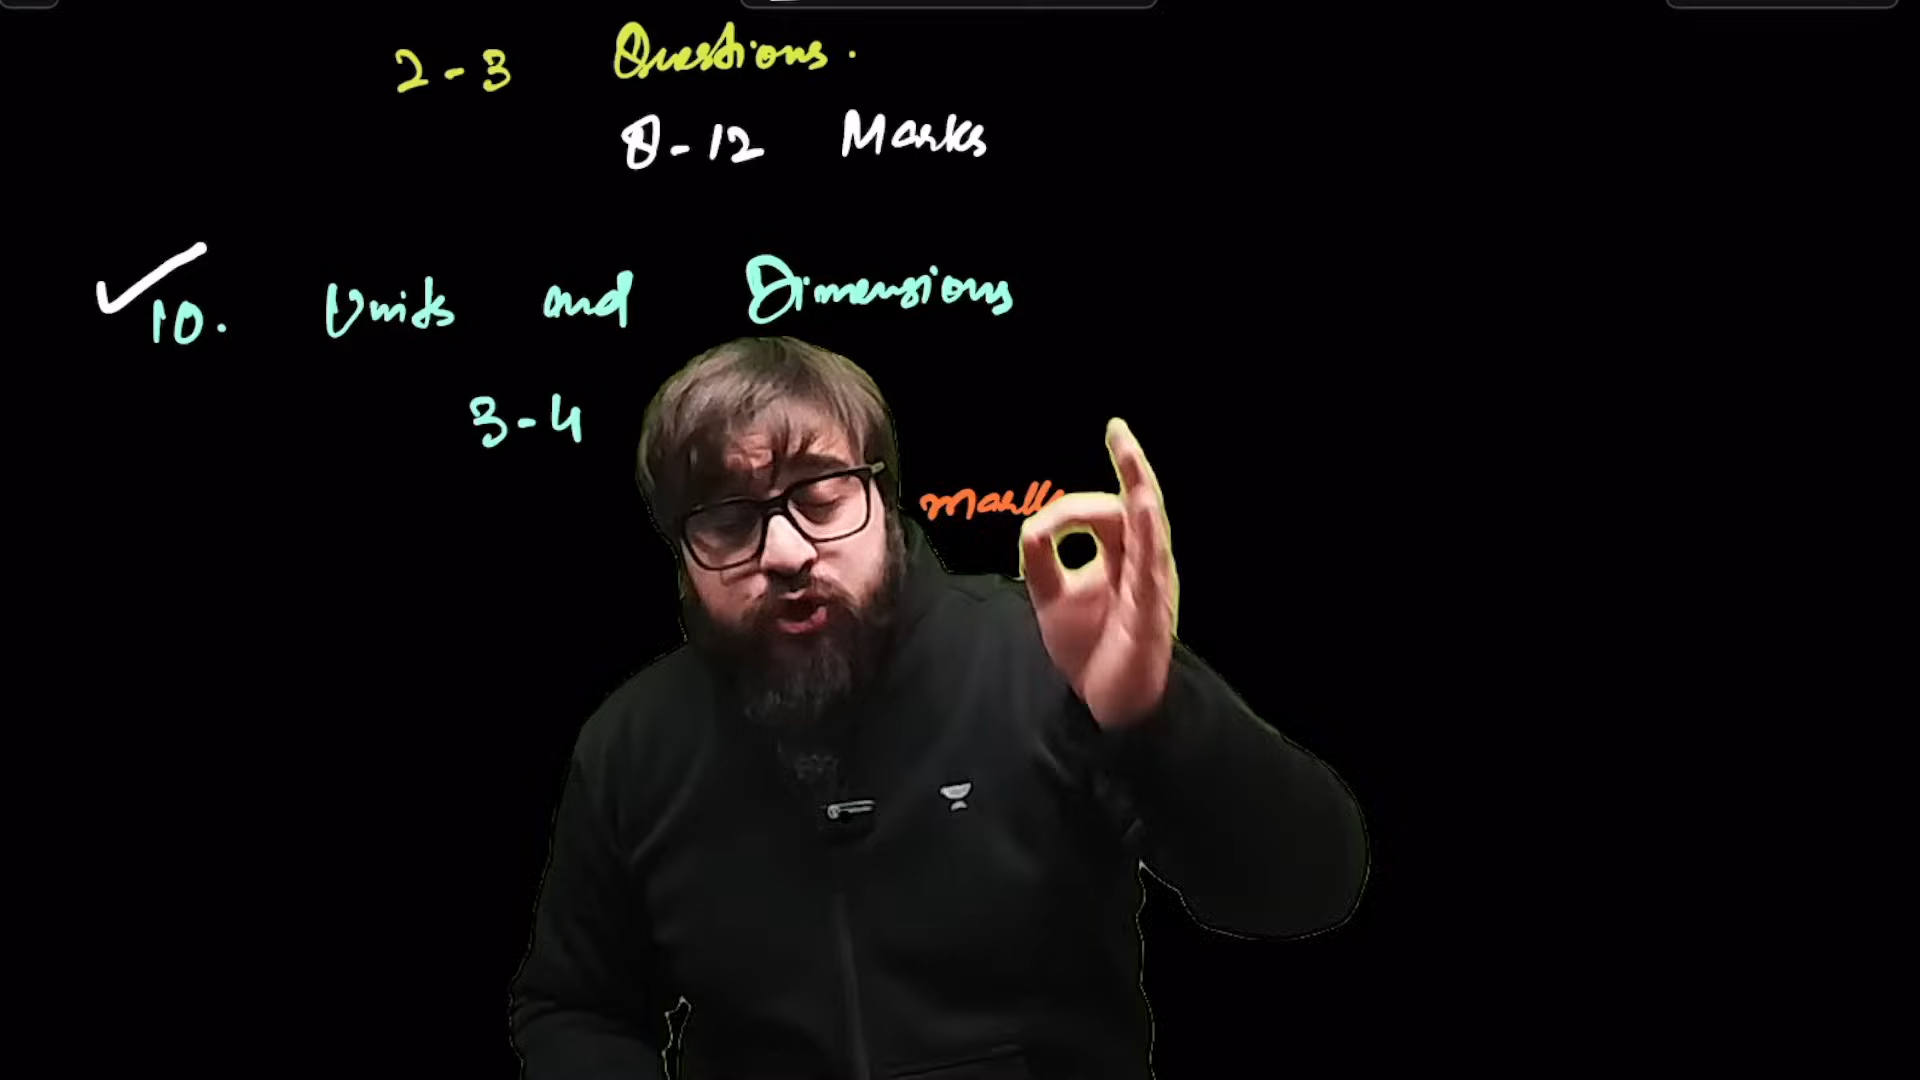 2-3 Questions.
8-12 Marks
10. Units and Dimensions
3-4